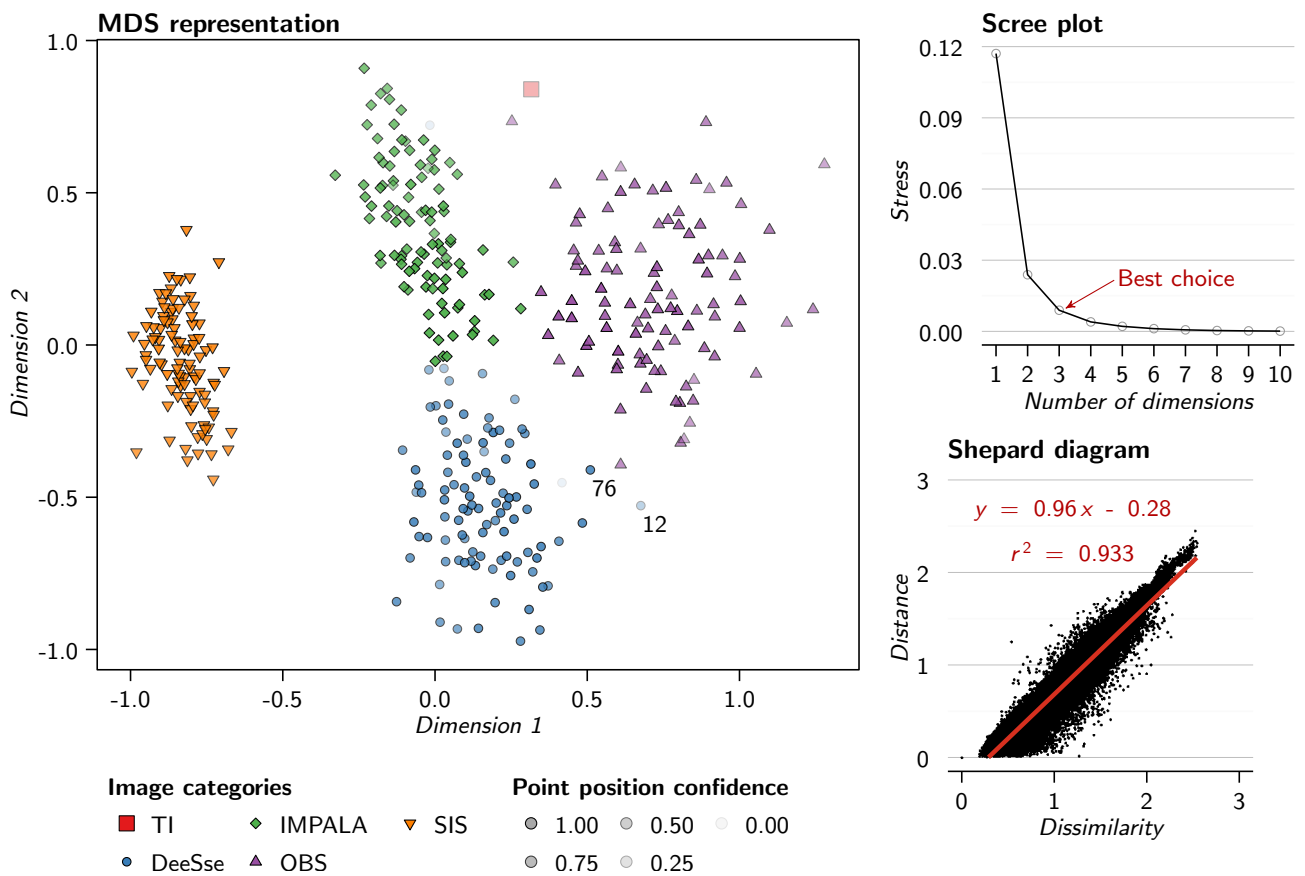 MDS representation
1.0
0.5
0.0
-0.5
-1.0
Dimension 2
76
12
-1.0 -0.5 0.0 0.5 1.0
Dimension 1
Scree plot
0.12
0.09
0.06
0.03
0.00
Stress
Best choice
1 2 3 4 5 6 7 8 9 10
Number of dimensions
Shepard diagram
3
2
1
0
Distance
y = 0.96x - 0.28
r² = 0.933
0 1 2 3
Dissimilarity
Image categories
TI IMPALA SIS
DeeSse OBS
Point position confidence
1.00 0.50 0.00
0.75 0.25